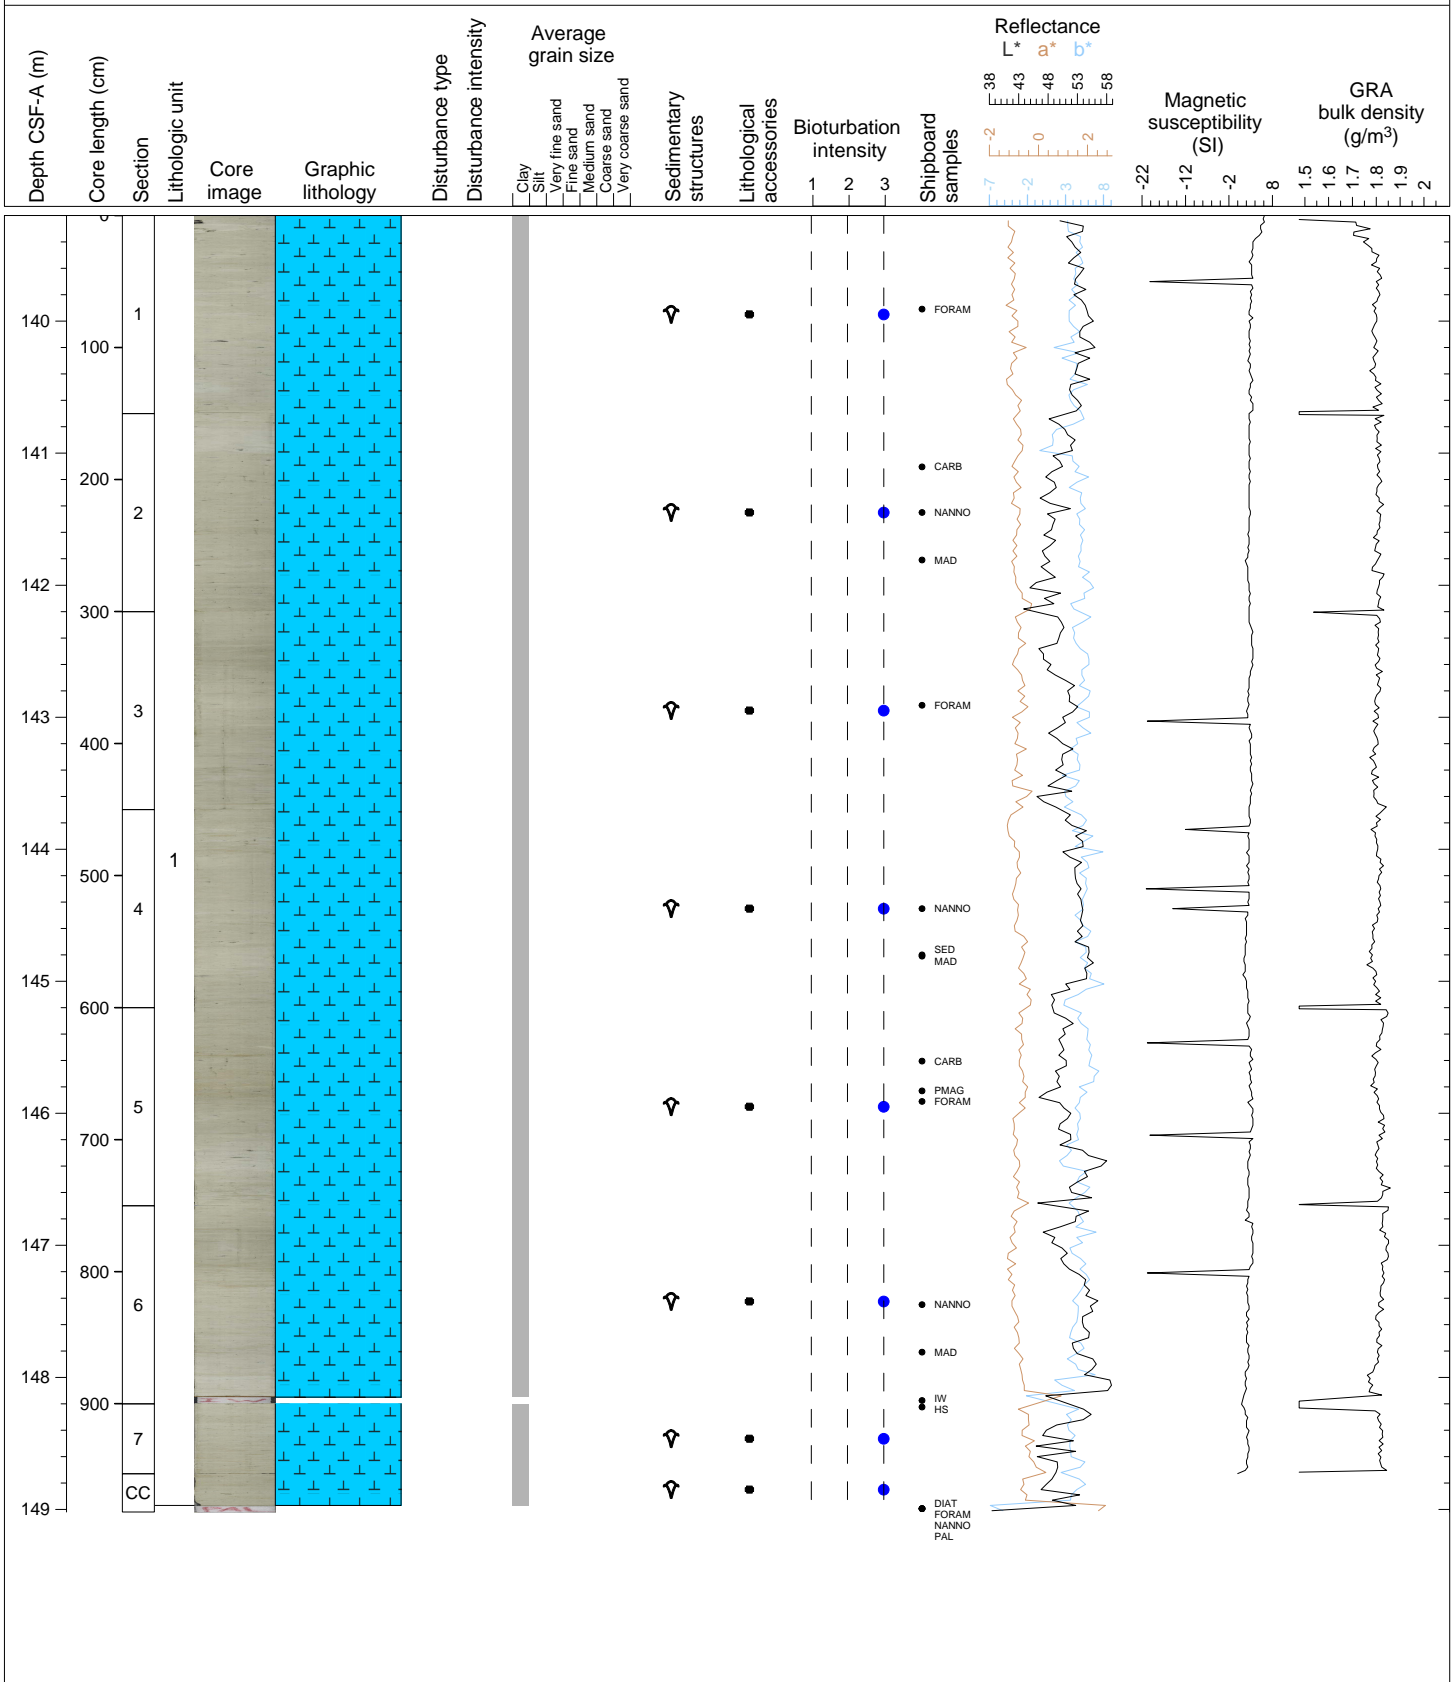 Depth CSF-A (m)
Core length (cm)
Section
Lithologic unit
Core
image
Graphic
lithology
Disturbance type
Disturbance intensity
Average
grain size
Clay
Silt
Very fine sand
Fine sand
Medium sand
Coarse sand
Very coarse sand
Sedimentary
structures
Lithological
accessories
Bioturbation
intensity
1 2 3
Shipboard
samples
Reflectance
L* a* b*
38 43 48 53 58
-2 0 2
-7 -2 3 8
Magnetic
susceptibility
(SI)
-22 -12 -2 8
GRA
bulk density
(g/m3)
1.5 1.6 1.7 1.8 1.9 2
0
1
140
FORAM
100
141
CARB
200
2
NANNO
MAD
142
300
3
FORAM
143
400
144
1
500
4
NANNO
SED
MAD
145
600
CARB
PMAG
FORAM
5
146
700
147
800
6
NANNO
MAD
148
IW
900
HS
7
CC
149
DIAT
FORAM
NANNO
PAL